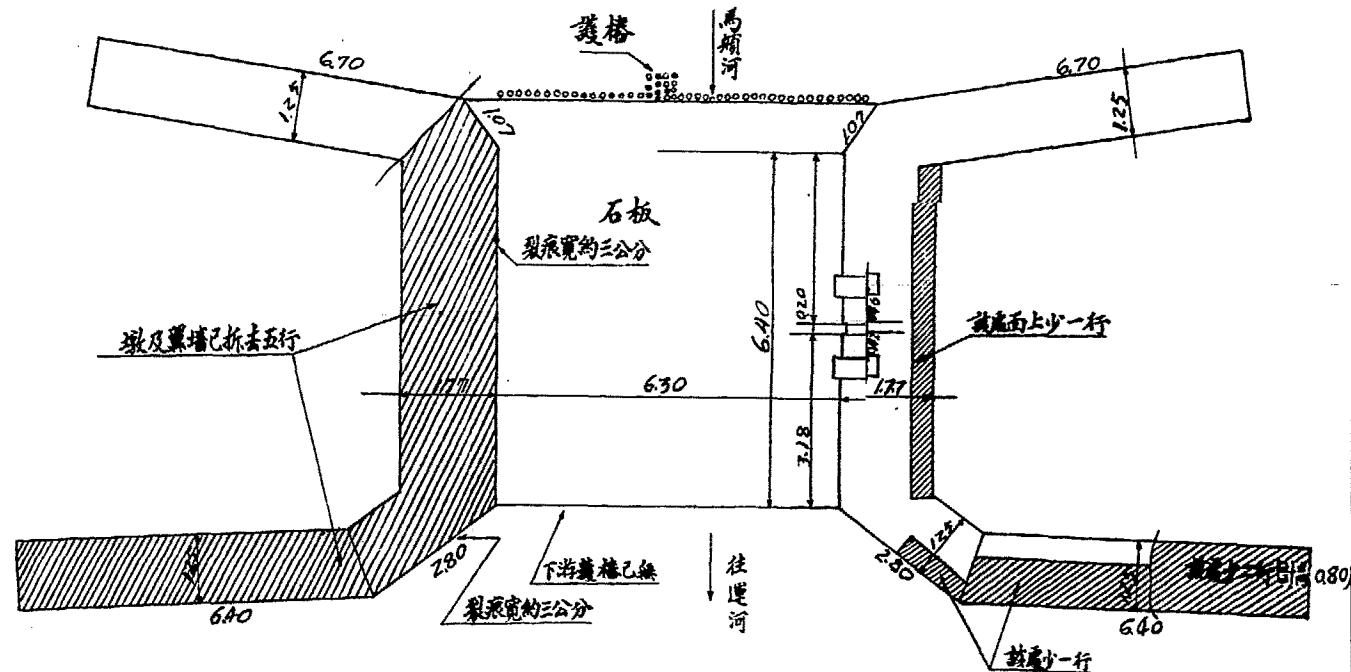 護樁
馬頰河
6.70
6.70
1.25
1.25
1.07
1.07
石板
裂痕寬約三公分
6.40
0.20
3.18
墩及翼墻已拆去五行
該處面上少一行
1.77
6.30
1.77
2.80
2.80
1.25
下游護樁已無
往運河
6.40
裂痕寬約三公分
6.40
0.80
該處少一行